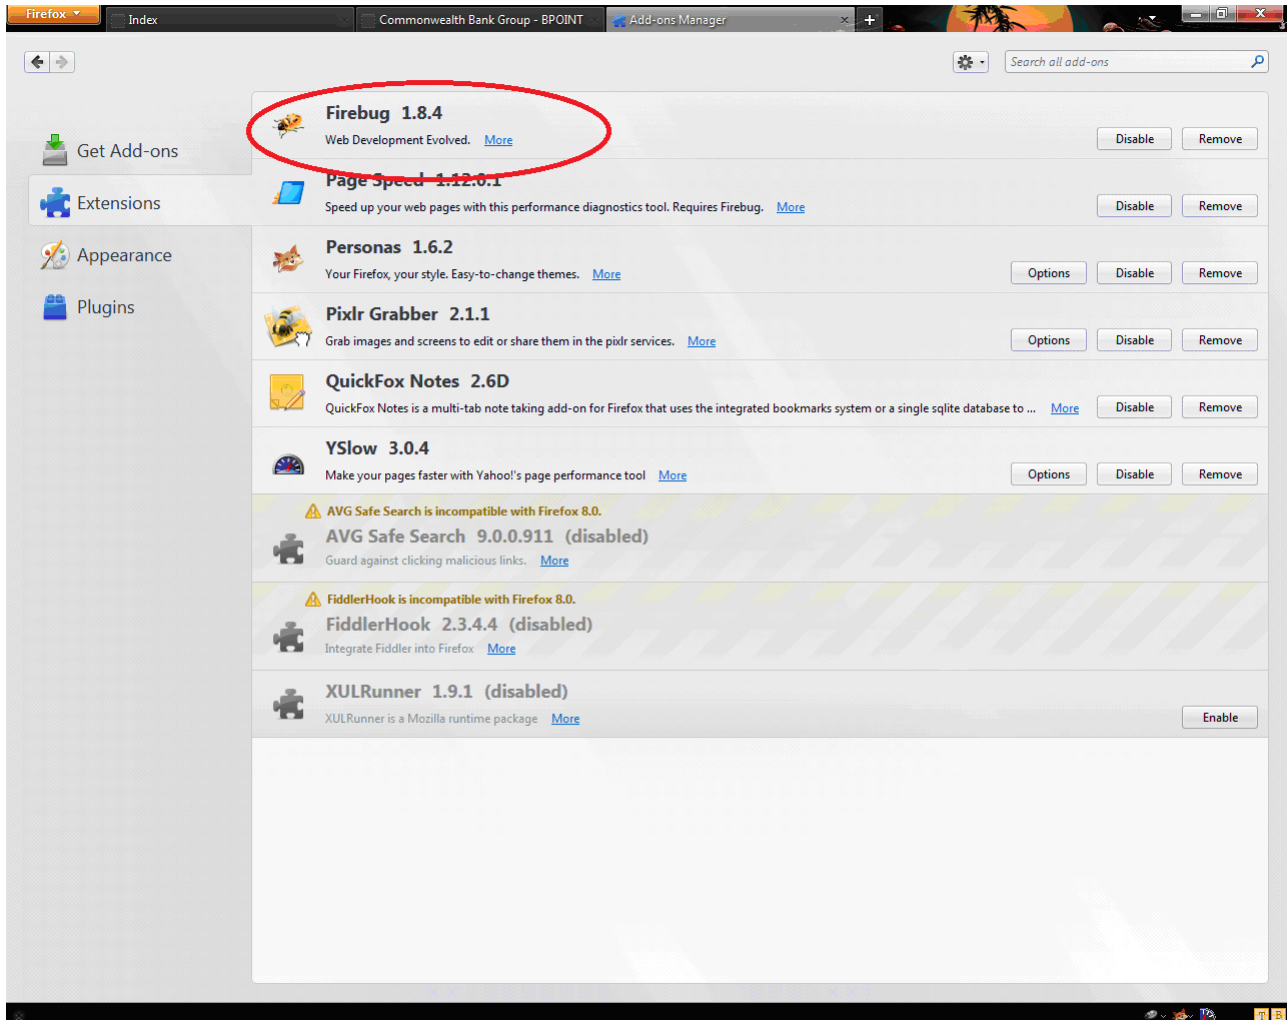 Firefox
Index
Commonwealth Bank Group - BPOINT
Add-ons Manager
Search all add-ons
Get Add-ons
Extensions
Appearance
Plugins
Firebug 1.8.4
Web Development Evolved. More
Disable Remove
Page Speed 1.12.0.1
Speed up your web pages with this performance diagnostics tool. Requires Firebug. More
Disable Remove
Personas 1.6.2
Your Firefox, your style. Easy-to-change themes. More
Options Disable Remove
Pixlr Grabber 2.1.1
Grab images and screens to edit or share them in the pixlr services. More
Options Disable Remove
QuickFox Notes 2.6D
QuickFox Notes is a multi-tab note taking add-on for Firefox that uses the integrated bookmarks system or a single sqlite database to ... More
Disable Remove
YSlow 3.0.4
Make your pages faster with Yahoo!'s page performance tool More
Options Disable Remove
AVG Safe Search is incompatible with Firefox 8.0.
AVG Safe Search 9.0.0.911 (disabled)
Guard against clicking malicious links. More
FiddlerHook is incompatible with Firefox 8.0.
FiddlerHook 2.3.4.4 (disabled)
Integrate Fiddler into Firefox More
XULRunner 1.9.1 (disabled)
XULRunner is a Mozilla runtime package More
Enable
T B